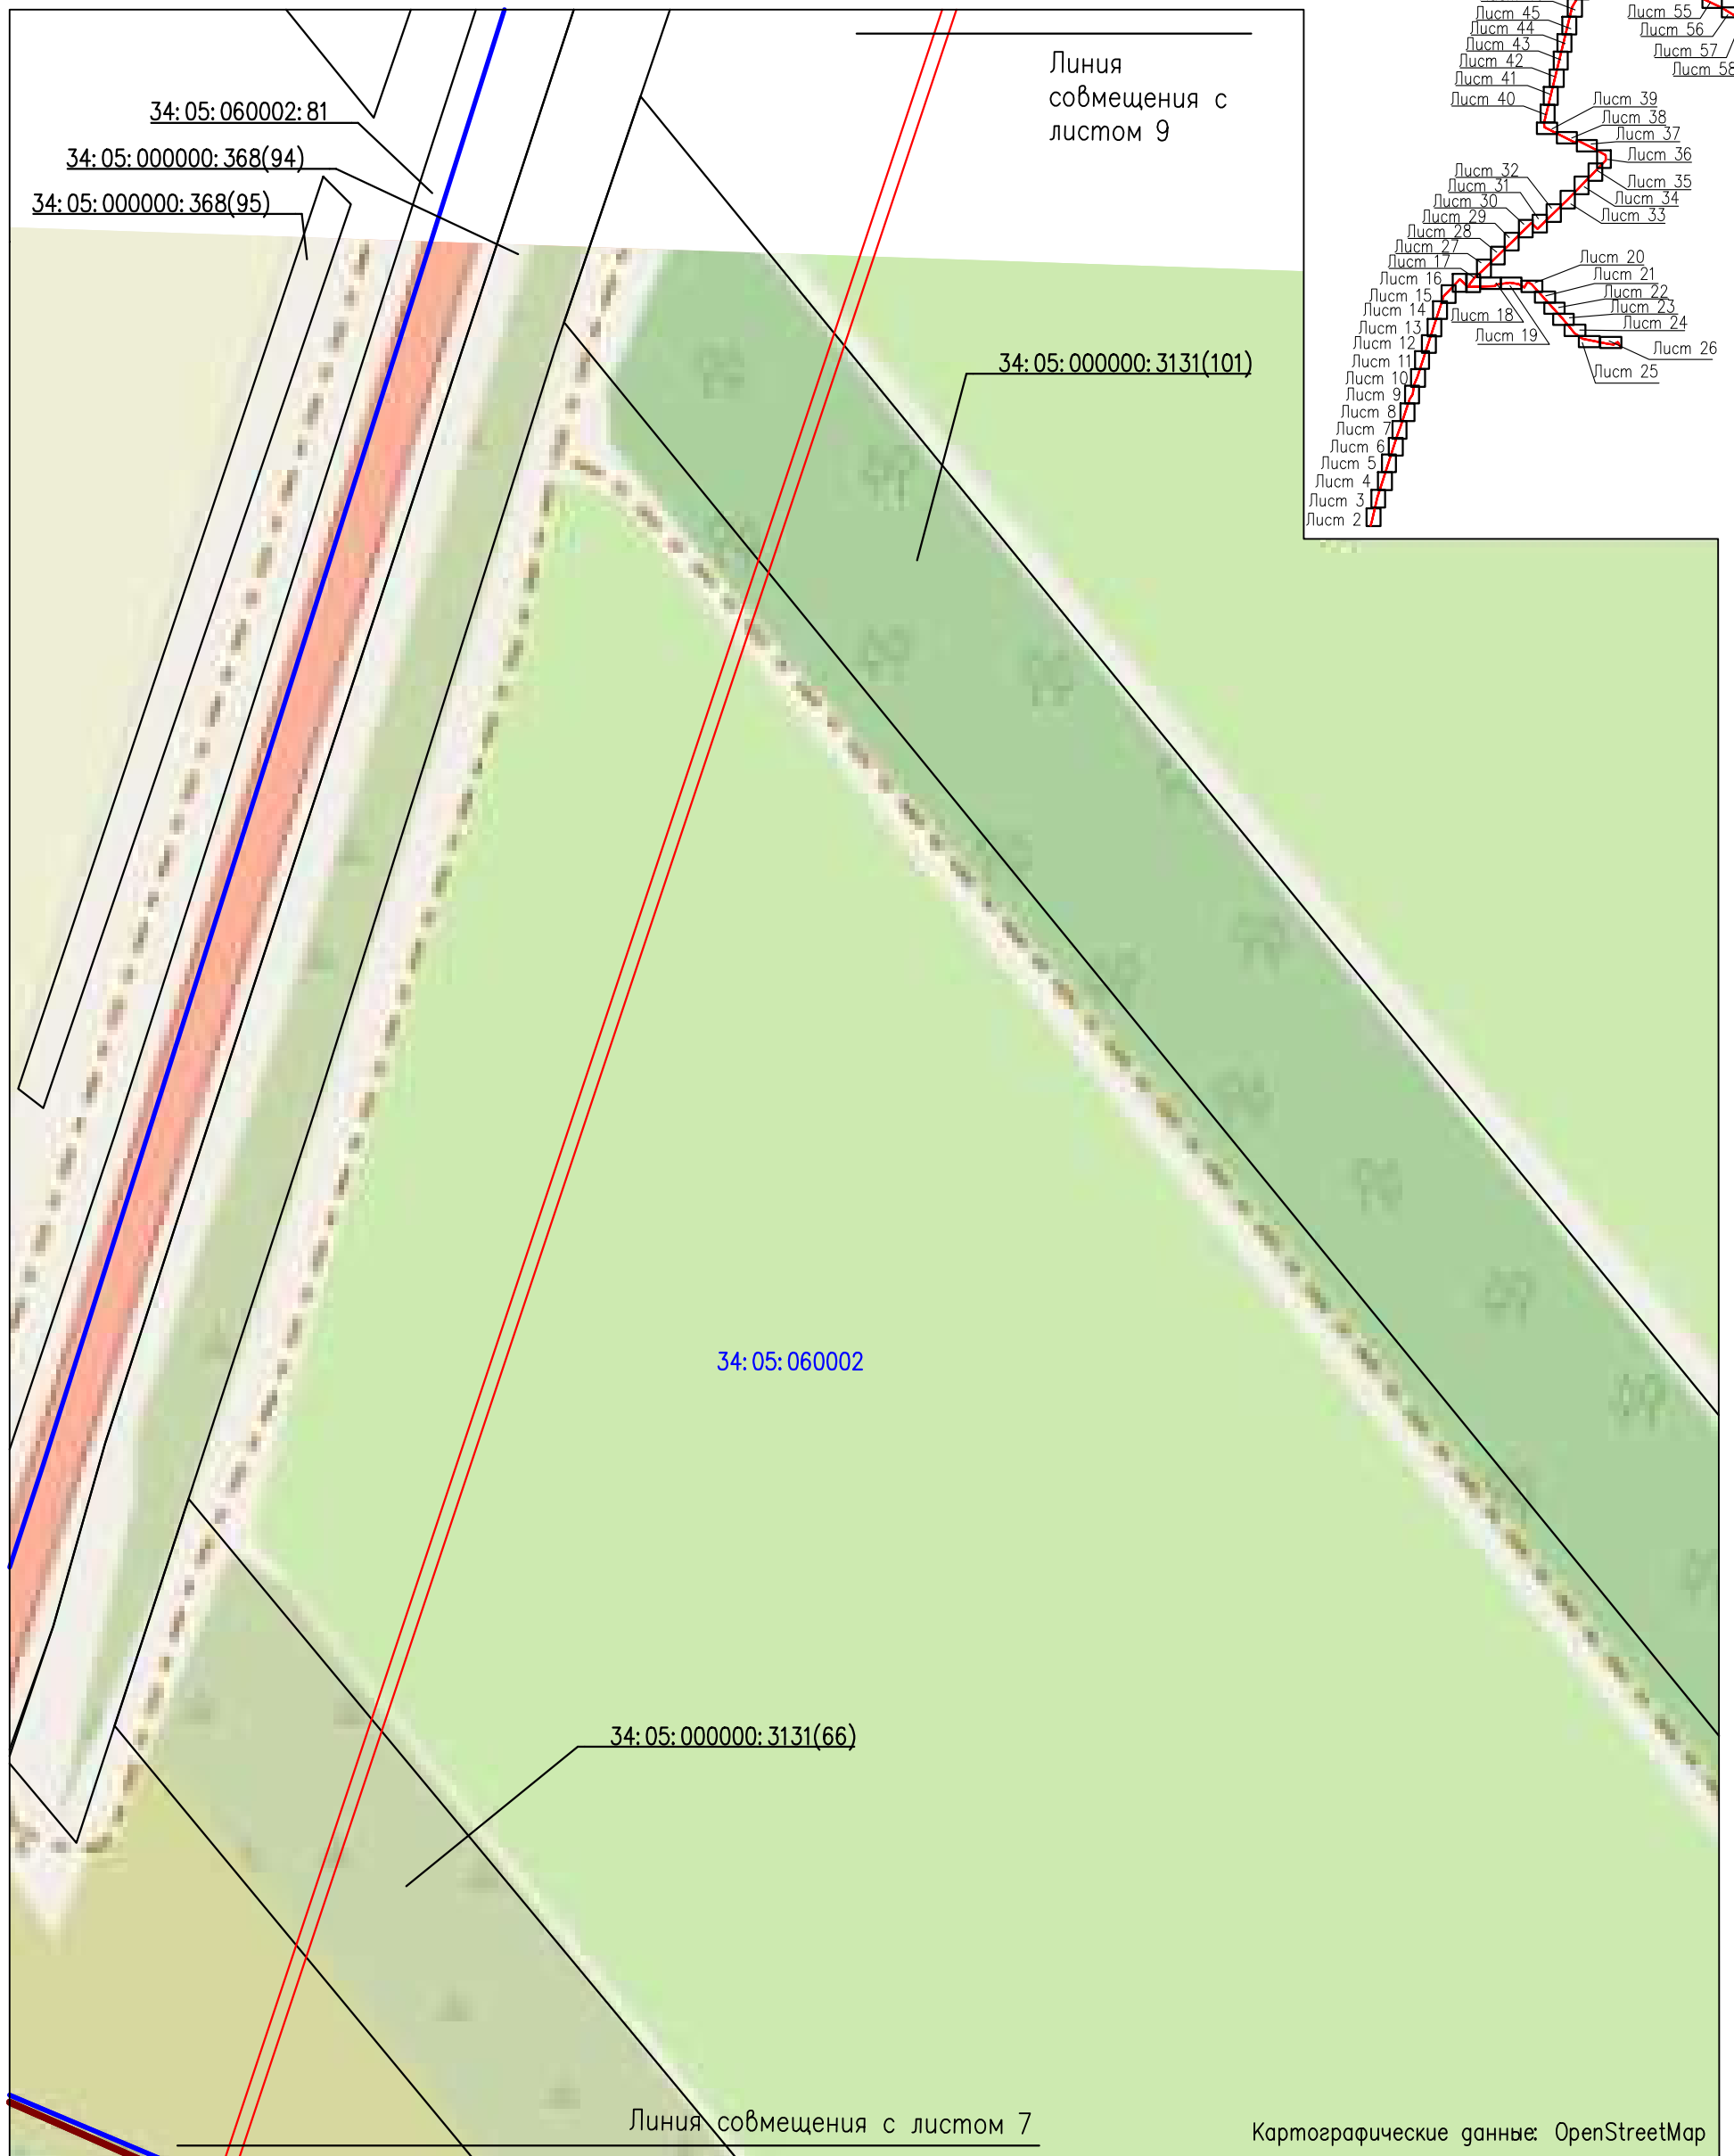 34:05:060002:81
34:05:000000:368(94)
34:05:000000:368(95)
Линия
совмещения с
листом 9
34:05:000000:3131(101)
34:05:060002
34:05:000000:3131(66)
Линия совмещения с листом 7
Картографические данные: OpenStreetMap
Лист 45
Лист 44
Лист 43
Лист 42
Лист 41
Лист 40
Лист 55
Лист 56
Лист 57
Лист 58
Лист 39
Лист 38
Лист 37
Лист 36
Лист 35
Лист 34
Лист 33
Лист 32
Лист 31
Лист 30
Лист 29
Лист 28
Лист 27
Лист 17
Лист 16
Лист 15
Лист 14
Лист 13
Лист 12
Лист 11
Лист 10
Лист 9
Лист 8
Лист 7
Лист 6
Лист 5
Лист 4
Лист 3
Лист 2
Лист 18
Лист 19
Лист 20
Лист 21
Лист 22
Лист 23
Лист 24
Лист 26
Лист 25